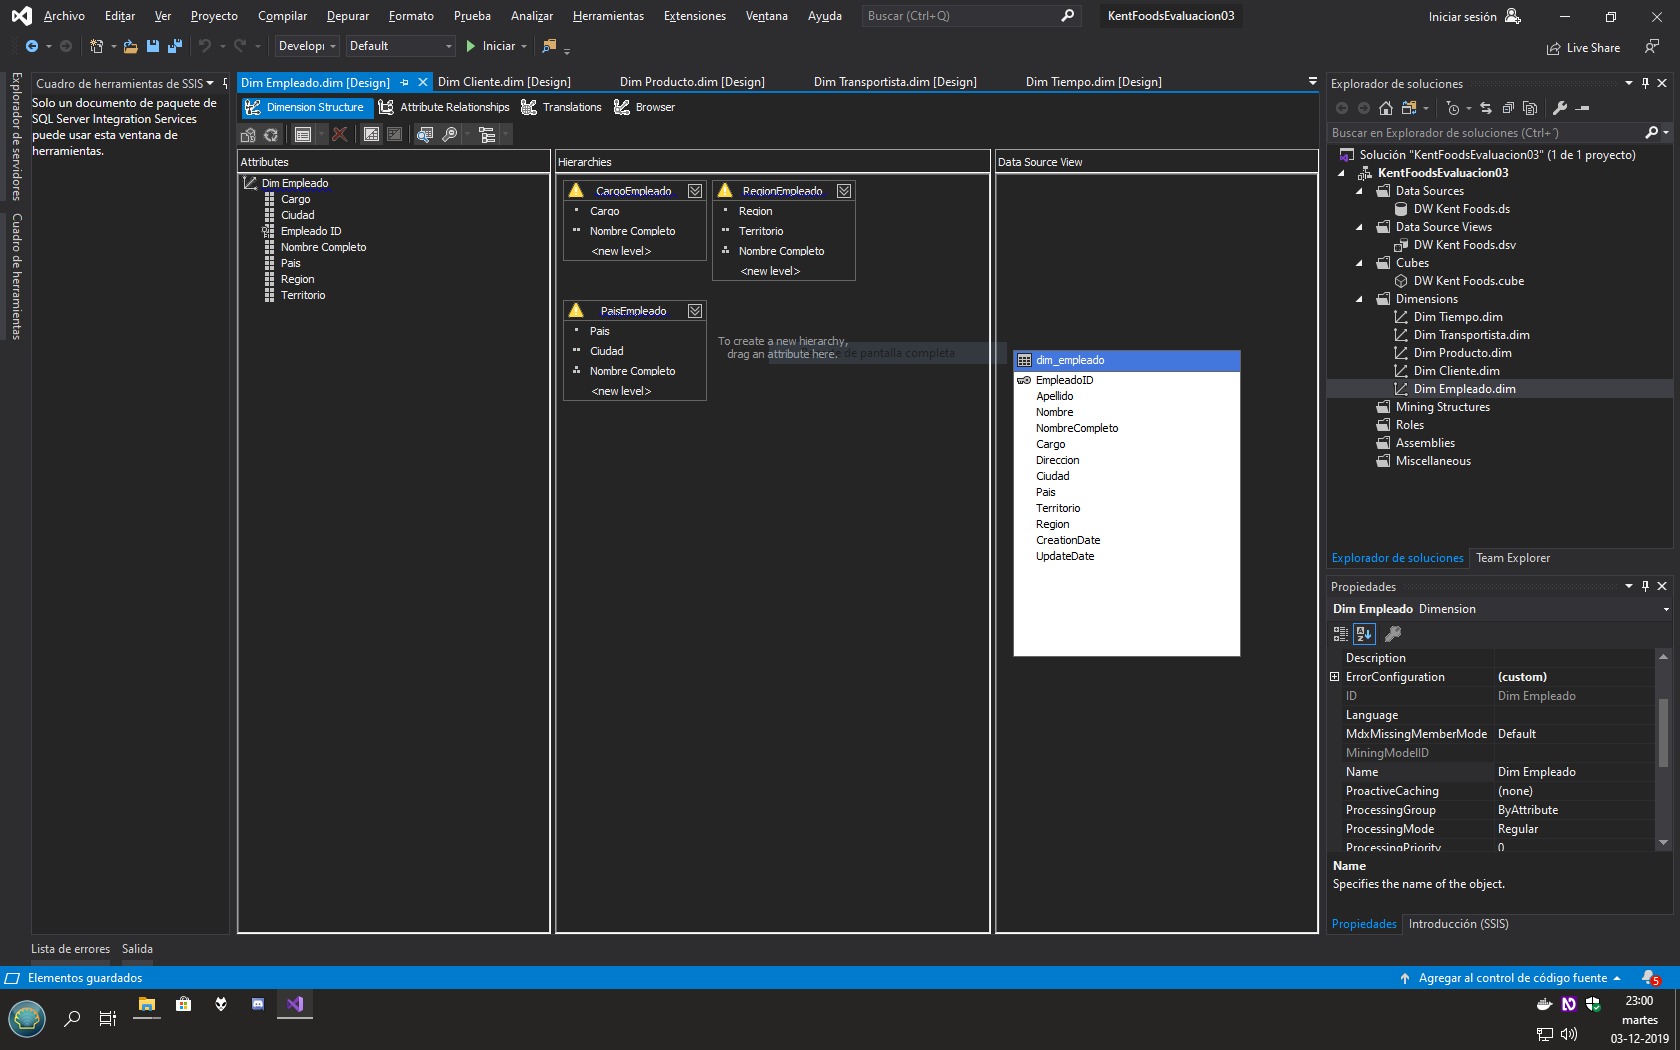 Archivo Editar Ver Proyecto Compilar Depurar Formato Prueba Analizar Herramientas Extensiones Ventana Ayuda Buscar (Ctrl+Q) KentFoodsEvaluacion03 Iniciar sesión
Developı Default Iniciar Live Share
Explorador de servidores
Cuadro de herramientas
Cuadro de herramientas de SSIS
Solo un documento de paquete de
SQL Server Integration Services
puede usar esta ventana de
herramientas.
Dim Empleado.dim [Design] Dim Cliente.dim [Design] Dim Producto.dim [Design] Dim Transportista.dim [Design] Dim Tiempo.dim [Design]
Dimension Structure Attribute Relationships Translations Browser
Attributes
Dim Empleado
Cargo
Ciudad
Empleado ID
Nombre Completo
Pais
Region
Territorio
Hierarchies
CargoEmpleado
Cargo
Nombre Completo
<new level>
RegionEmpleado
Region
Territorio
Nombre Completo
<new level>
PaisEmpleado
Pais
Ciudad
Nombre Completo
<new level>
To create a new hierarchy,
drag an attribute here.
de pantalla completa
Data Source View
dim_empleado
EmpleadoID
Apellido
Nombre
NombreCompleto
Cargo
Direccion
Ciudad
Pais
Territorio
Region
CreationDate
UpdateDate
Explorador de soluciones
Buscar en Explorador de soluciones (Ctrl+´)
Solución "KentFoodsEvaluacion03" (1 de 1 proyecto)
KentFoodsEvaluacion03
Data Sources
DW Kent Foods.ds
Data Source Views
DW Kent Foods.dsv
Cubes
DW Kent Foods.cube
Dimensions
Dim Tiempo.dim
Dim Transportista.dim
Dim Producto.dim
Dim Cliente.dim
Dim Empleado.dim
Mining Structures
Roles
Assemblies
Miscellaneous
Explorador de soluciones Team Explorer
Propiedades
Dim Empleado Dimension
Description
ErrorConfiguration (custom)
ID Dim Empleado
Language
MdxMissingMemberMode Default
MiningModelID
Name Dim Empleado
ProactiveCaching (none)
ProcessingGroup ByAttribute
ProcessingMode Regular
ProcessingPriority 0
Name
Specifies the name of the object.
Propiedades Introducción (SSIS)
Lista de errores Salida
Elementos guardados Agregar al control de código fuente 5
23:00
martes
03-12-2019